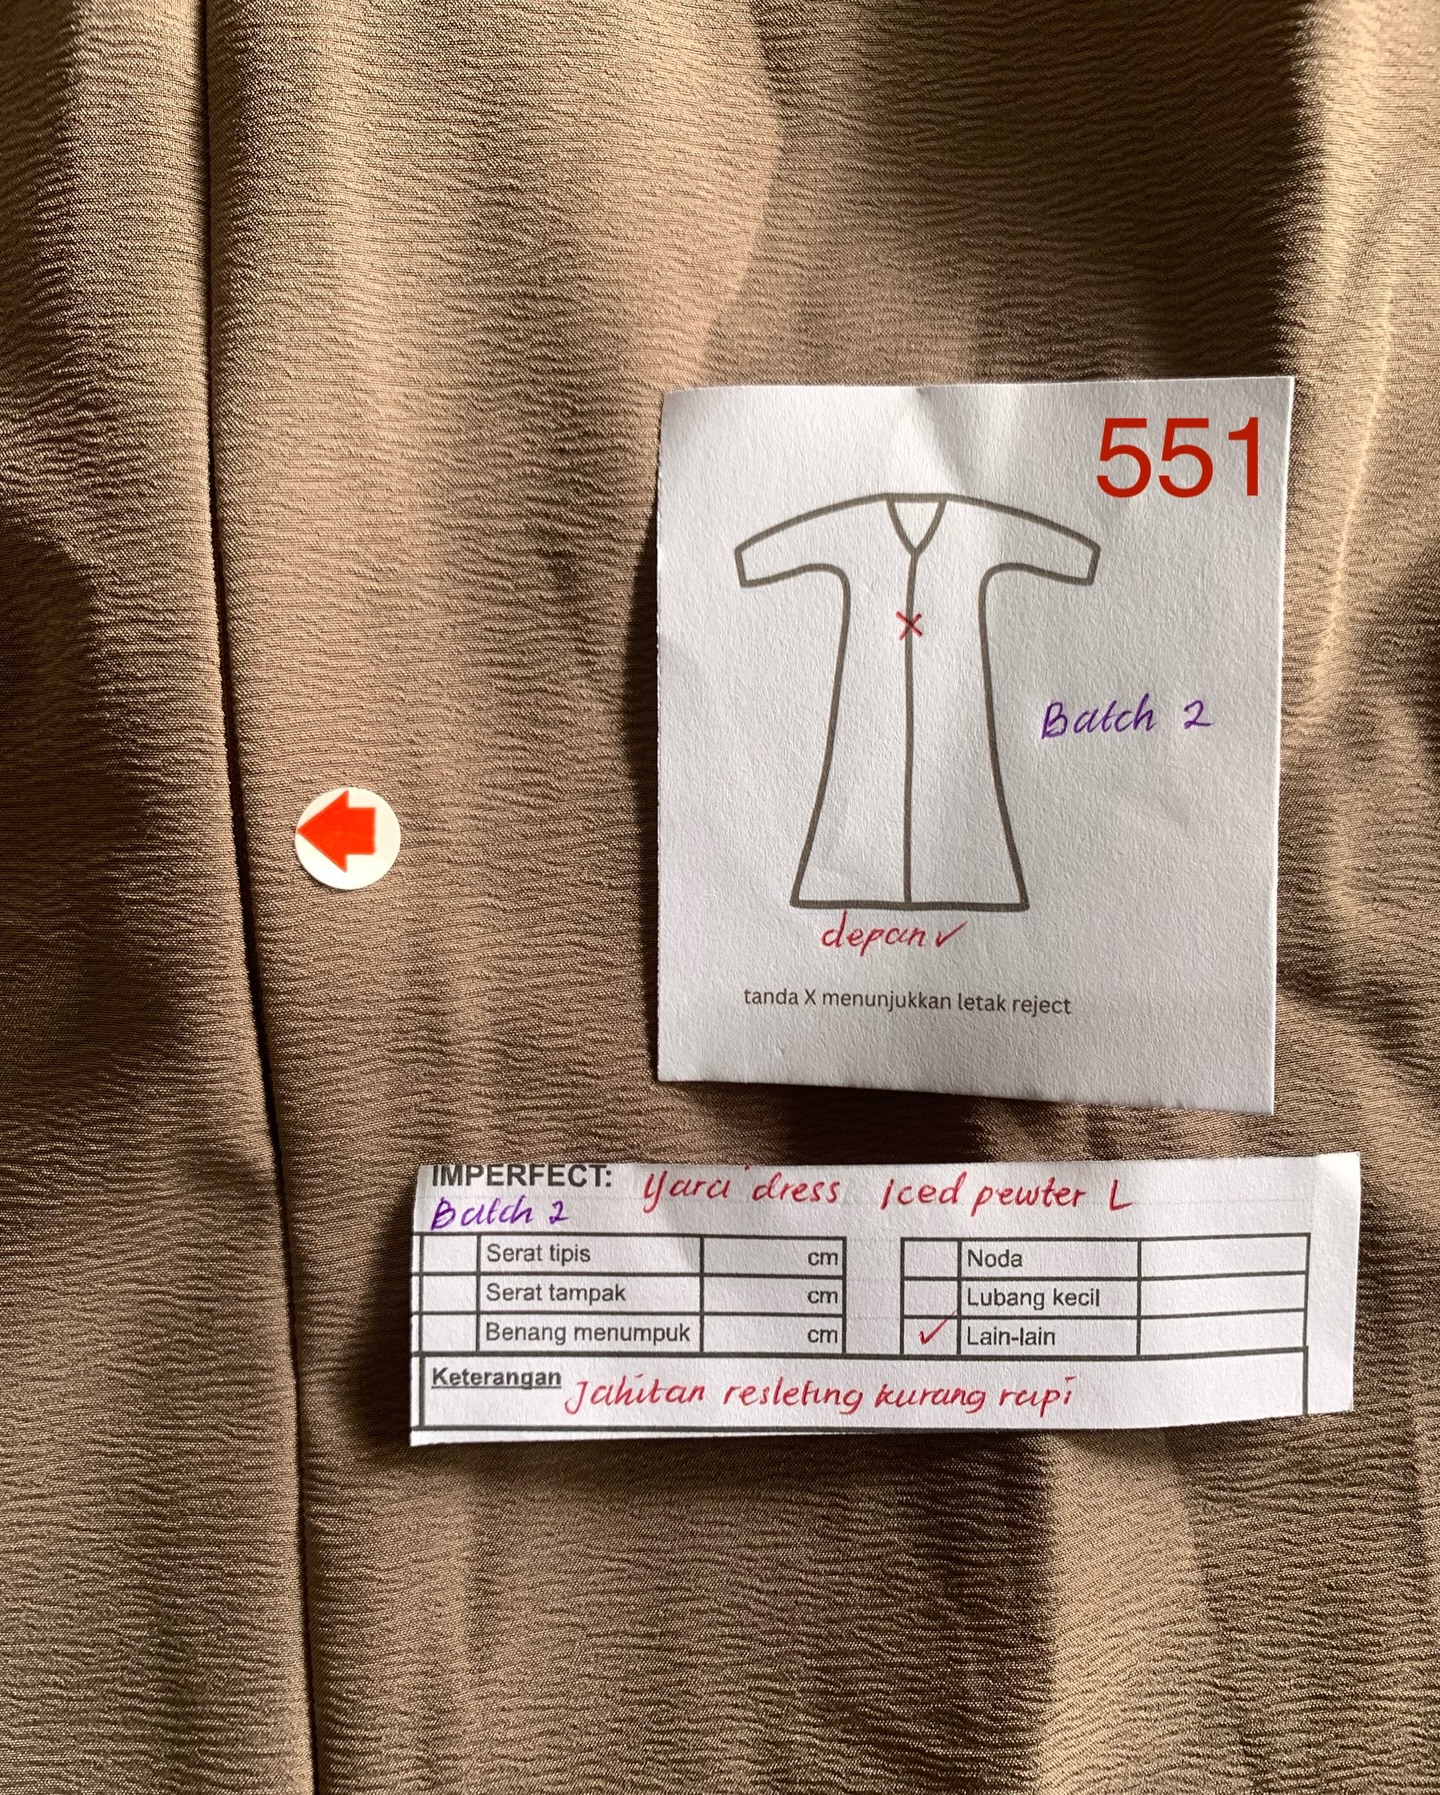 551
Batch 2
depan✓
tanda X menunjukkan letak reject
IMPERFECT: Yara dress Iced pewter L
Batch 2
Serat tipis cm Noda
Serat tampak cm Lubang kecil
Benang menumpuk cm ✓ Lain-lain
Keterangan Jahitan resleting kurang rapi